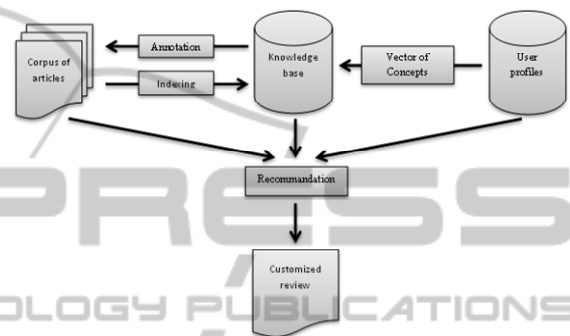 Corpus of
articles
Annotation
Indexing
Knowledge
base
Vector of
Concepts
User
profiles
Recommandation
Customized
review
PRESS
OLOGY PUBLICATIONS